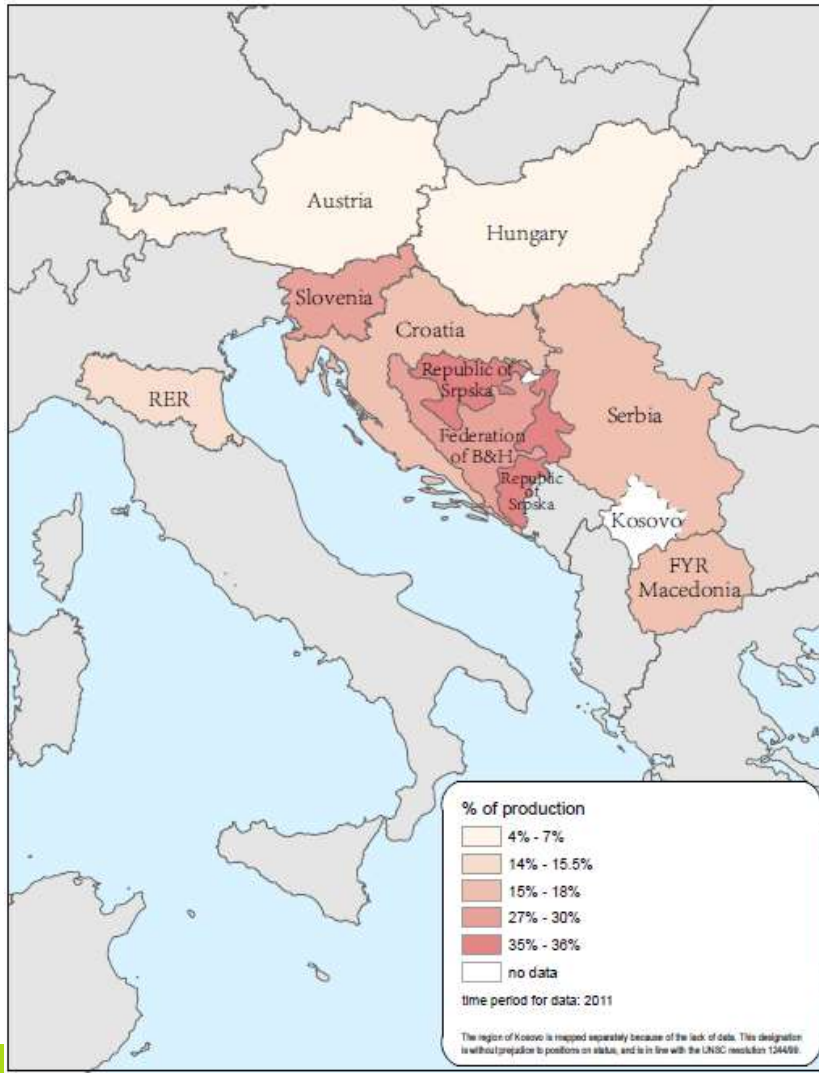 Austria
Hungary
Slovenia
Croatia
Republic of
Srpska
RER
Serbia
Federation
of B&H
Republic
of
Srpska
Kosovo
FYR
Macedonia
% of production
4% - 7%
14% - 15.5%
15% - 18%
27% - 30%
35% - 36%
no data
time period for data: 2011
The region of Kosovo is mapped separately because of the lack of data. This designation
is without prejudice to positions on status, and is in line with the UNSC resolution 1244/99.